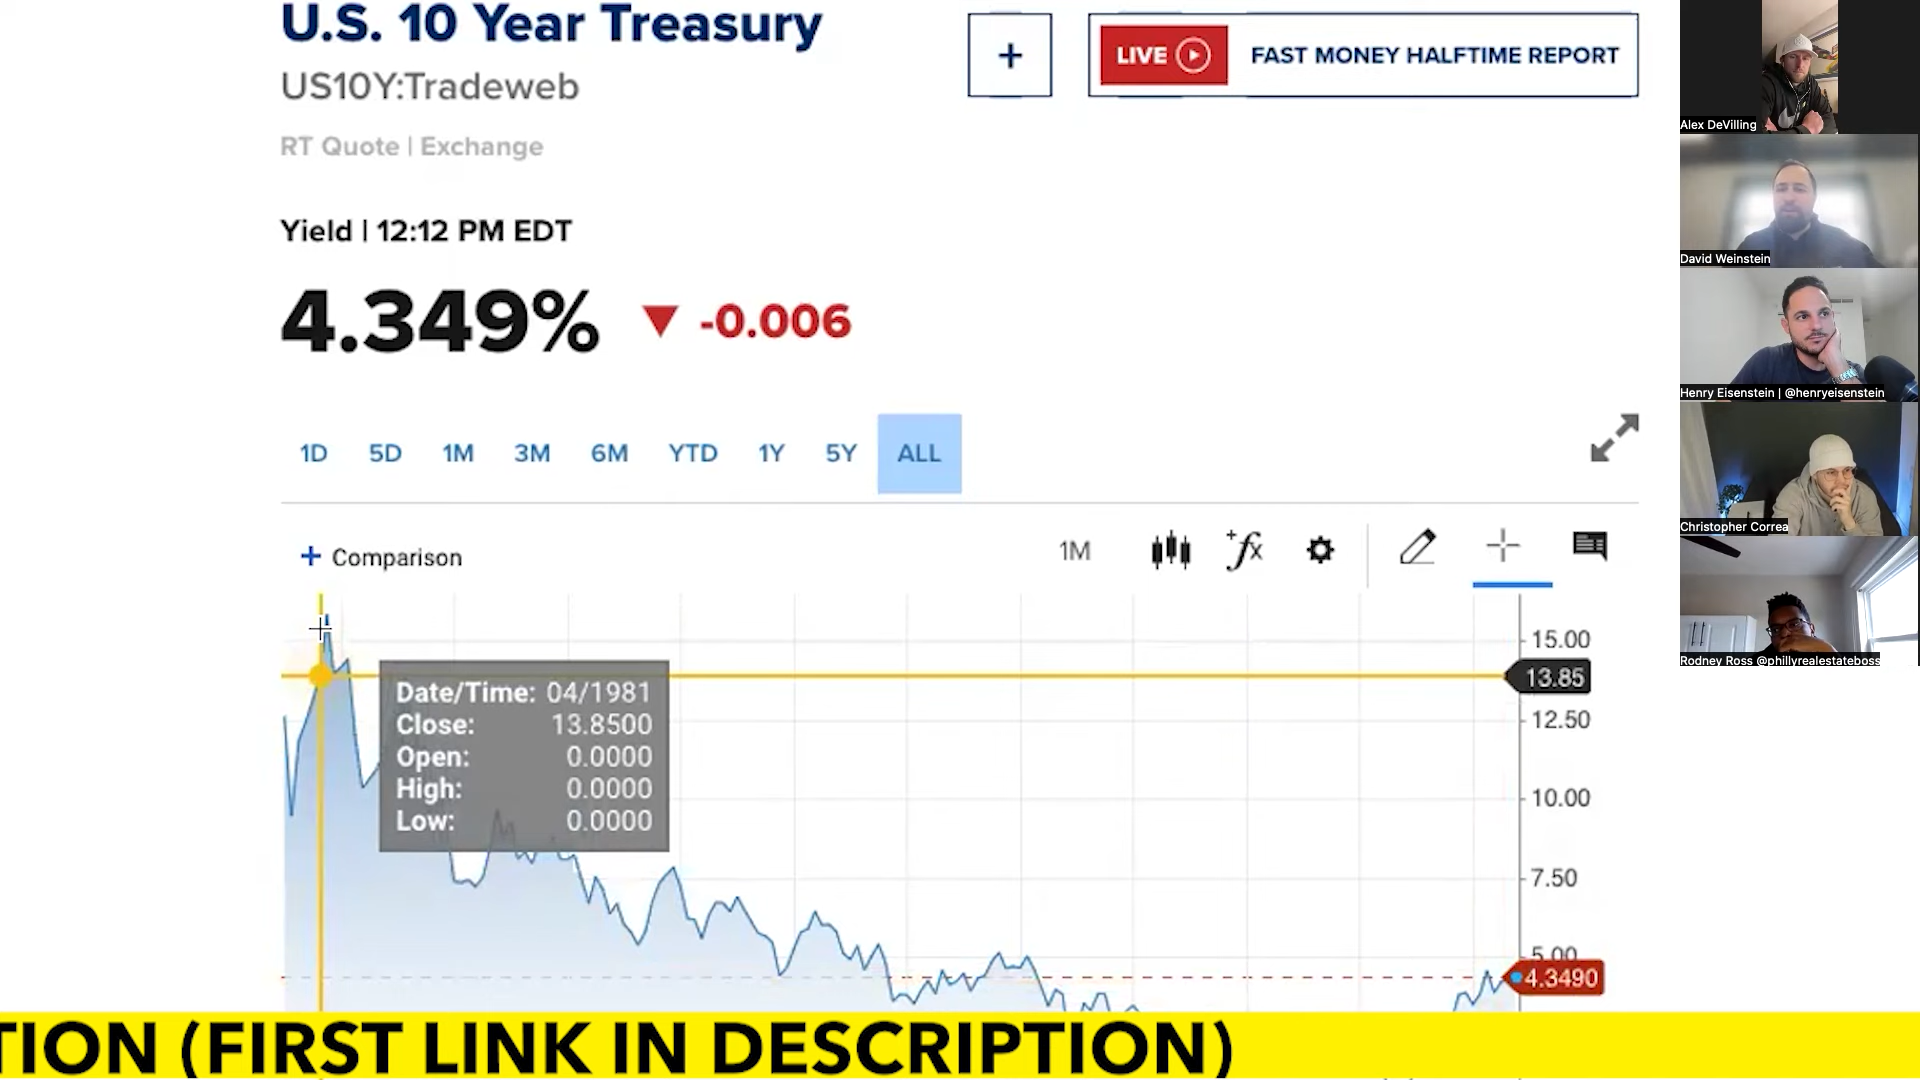 U.S. 10 Year Treasury
US10Y:Tradeweb
RT Quote | Exchange
+
LIVE
FAST MONEY HALFTIME REPORT
Yield | 12:12 PM EDT
4.349% ▼ -0.006
1D 5D 1M 3M 6M YTD 1Y 5Y ALL
+ Comparison
1M
15.00
13.85
12.50
10.00
7.50
5.00
4.3490
Date/Time: 04/1981
Close: 13.8500
Open: 0.0000
High: 0.0000
Low: 0.0000
TION (FIRST LINK IN DESCRIPTION)
Alex DeVilling
David Weinstein
Henry Eisenstein | @henryeisenstein
Christopher Correa
Rodney Ross @phillyrealestateboss